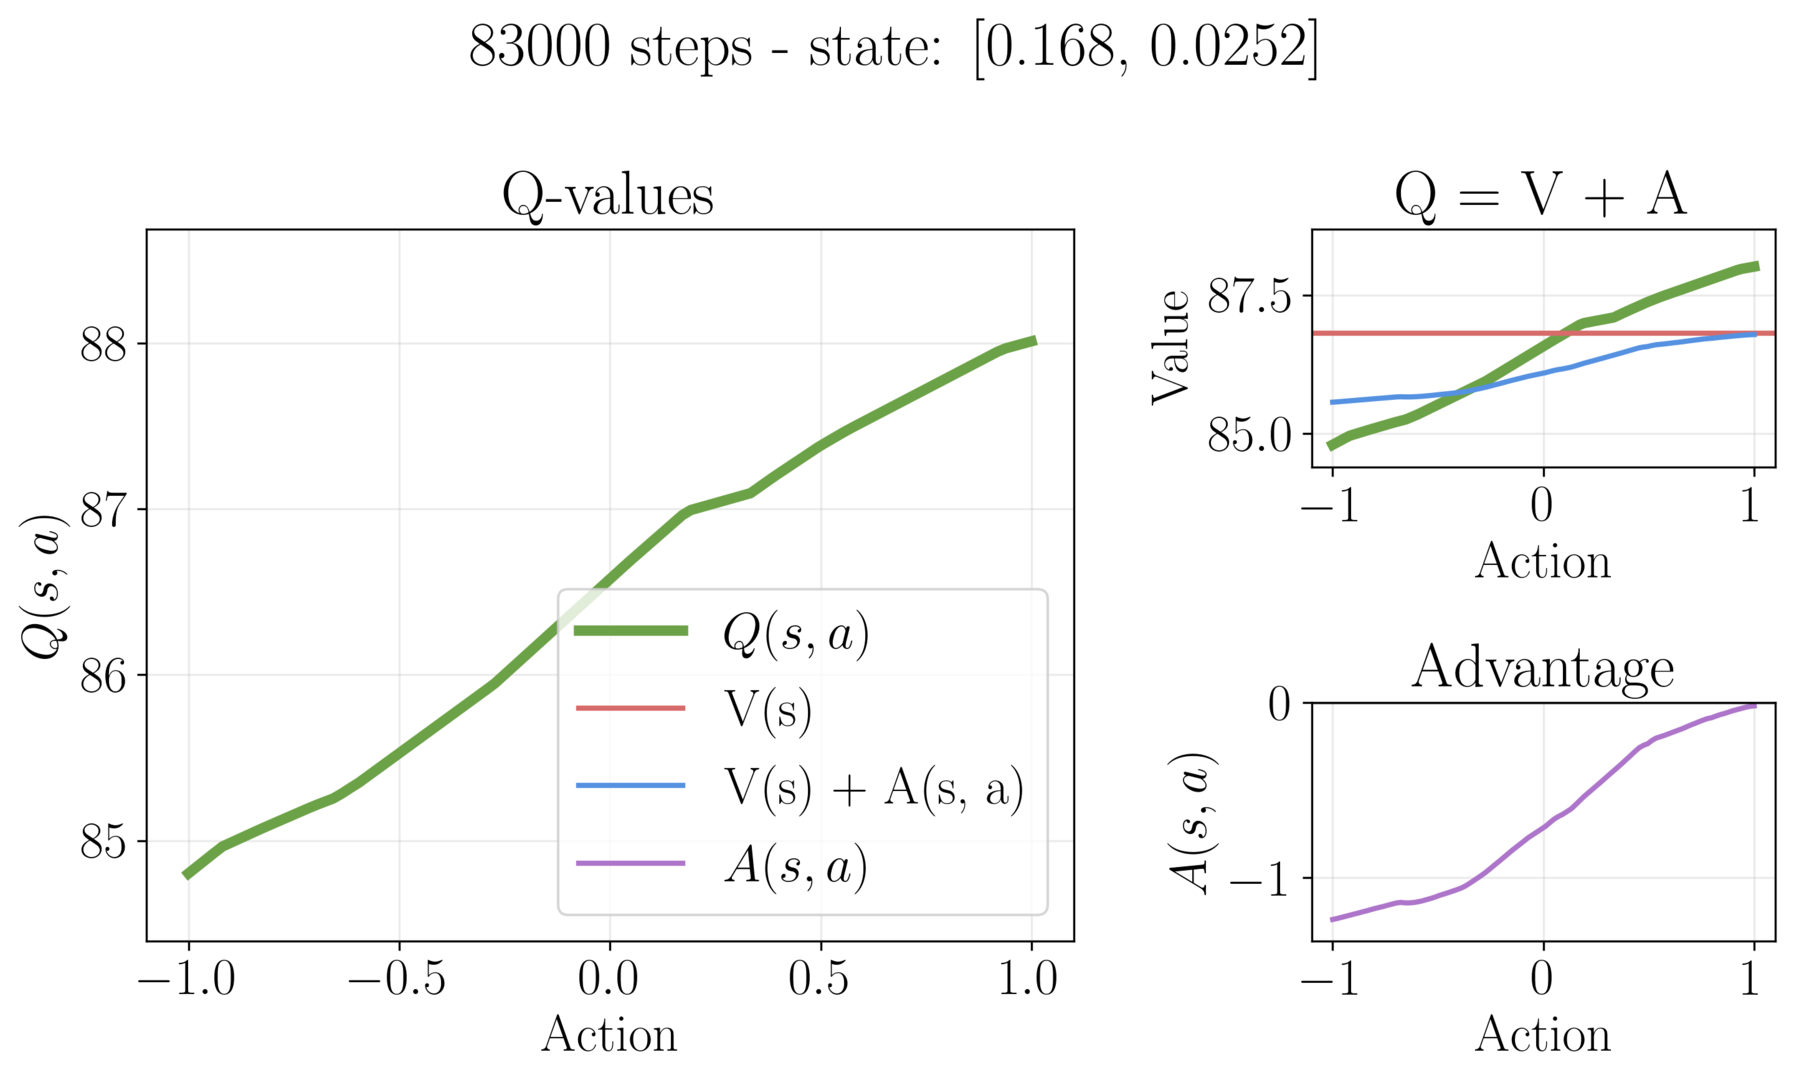 83000 steps - state: [0.168, 0.0252]
Q-values
Q(s, a)
88
87
86
85
−1.0 −0.5 0.0 0.5 1.0
Action
Q(s, a)
V(s)
V(s) + A(s, a)
A(s, a)
Q = V + A
Value
87.5
85.0
−1 0 1
Action
Advantage
A(s, a)
0
−1
−1 0 1
Action